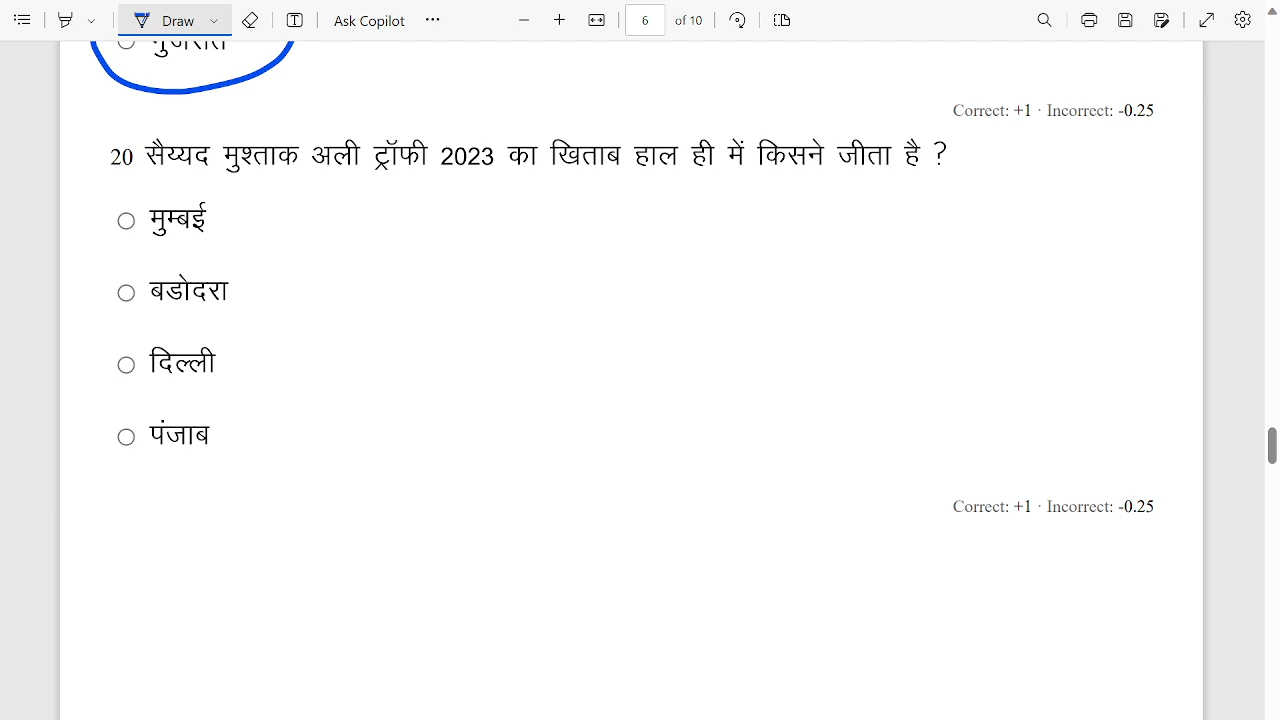 Draw
Ask Copilot
6 of 10
गुजरात
Correct: +1 · Incorrect: -0.25
20 सैय्यद मुश्ताक अली ट्रॉफी 2023 का खिताब हाल ही में किसने जीता है ?
मुम्बई
बडोदरा
दिल्ली
पंजाब
Correct: +1 · Incorrect: -0.25